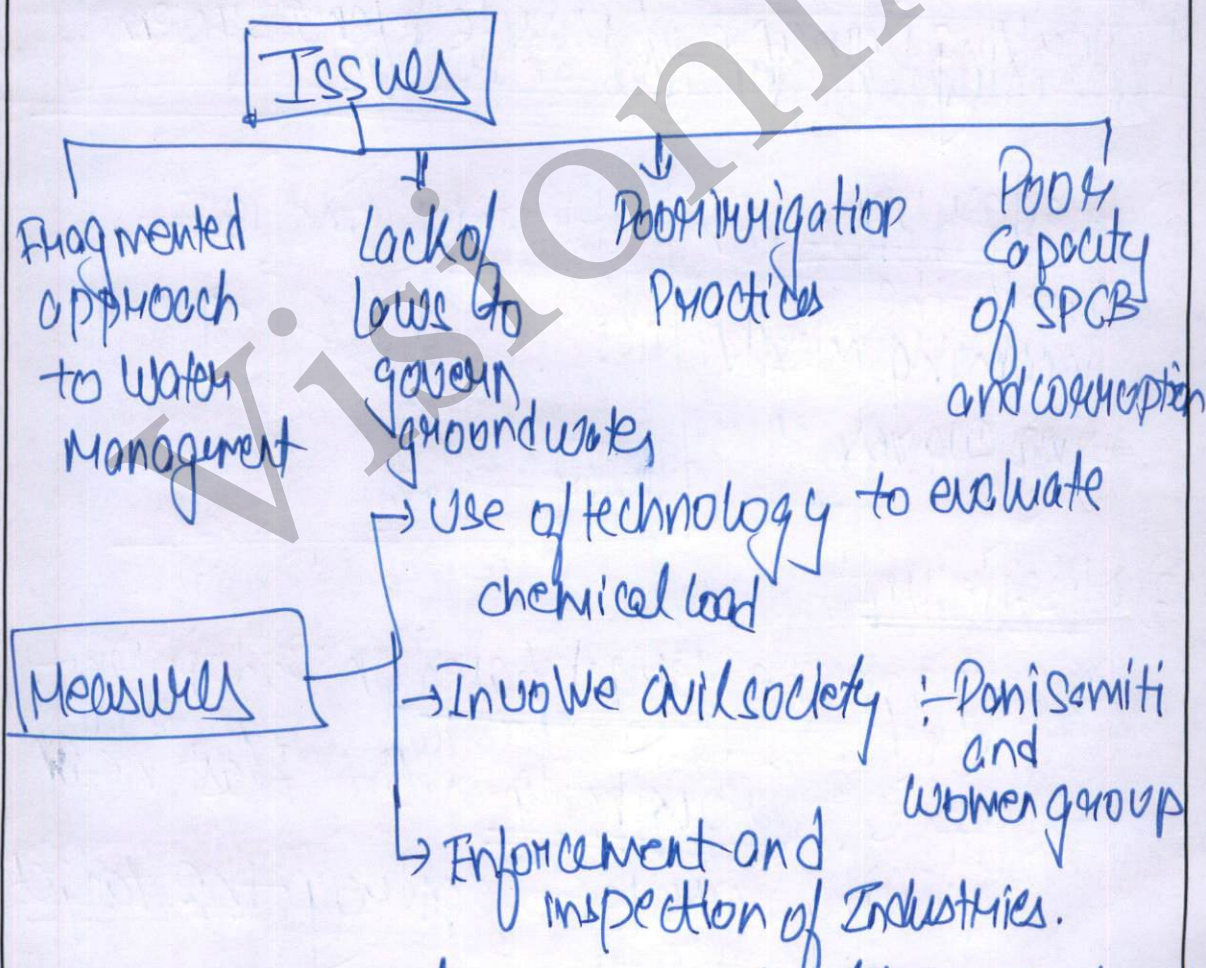 Issues
Fragmented
approach
to water
Management
Lack of
laws to
govern
groundwater
Poor irrigation
Practices
Poor
capacity
of SPCB
and corruption
→ Use of technology to evaluate
chemical load
Measures
→ Involve civil society :- Pani Samiti
and
women group
→ Enforcement and
inspection of Industries.
Vision